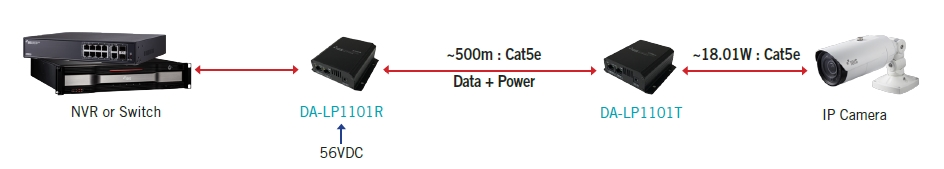 ~500m : Cat5e
~18.01W : Cat5e
Data + Power
NVR or Switch
DA-LP1101R
DA-LP1101T
IP Camera
56VDC